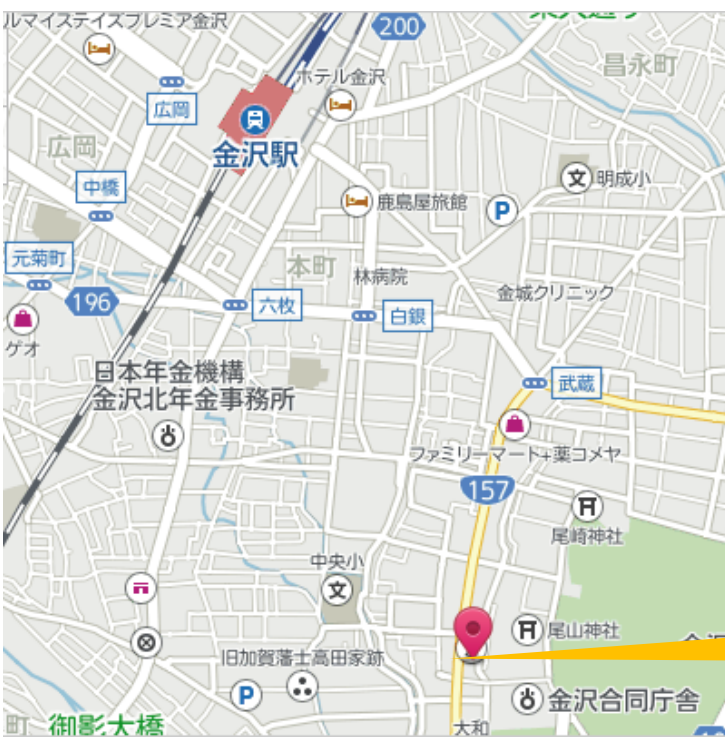 ルマイステイズプレミア金沢
200
昌永町
ホテル金沢
広岡
金沢駅
広岡
中橋
明成小
文
鹿島屋旅館
P
元菊町
本町
林病院
196
六枚
白銀
金城クリニック
ゲオ
日本年金機構
金沢北年金事務所
武蔵
ファミリーマート+薬コメヤ
157
尾崎神社
中央小
文
尾山神社
旧加賀藩士高田家跡
P
金沢合同庁舎
町
御影大橋
大和